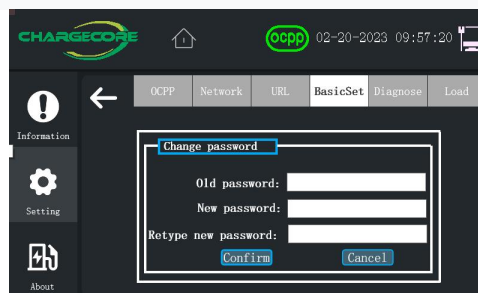 CHARGECORE
ocpp 02-20-2023 09:57:20
OCPP Network URL BasicSet Diagnose Load
Information
Setting
About
Change password
Old password:
New password:
Retype new password:
Confirm Cancel